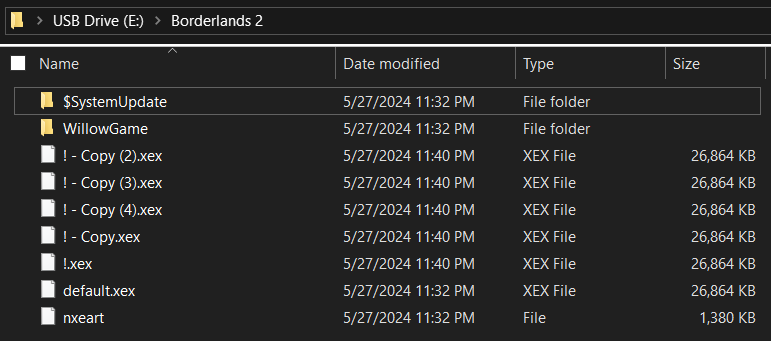 USB Drive (E:) > Borderlands 2
Name Date modified Type Size
$SystemUpdate 5/27/2024 11:32 PM File folder
WillowGame 5/27/2024 11:32 PM File folder
! - Copy (2).xex 5/27/2024 11:40 PM XEX File 26,864 KB
! - Copy (3).xex 5/27/2024 11:40 PM XEX File 26,864 KB
! - Copy (4).xex 5/27/2024 11:40 PM XEX File 26,864 KB
! - Copy.xex 5/27/2024 11:40 PM XEX File 26,864 KB
!.xex 5/27/2024 11:40 PM XEX File 26,864 KB
default.xex 5/27/2024 11:32 PM XEX File 26,864 KB
nxeart 5/27/2024 11:32 PM File 1,380 KB